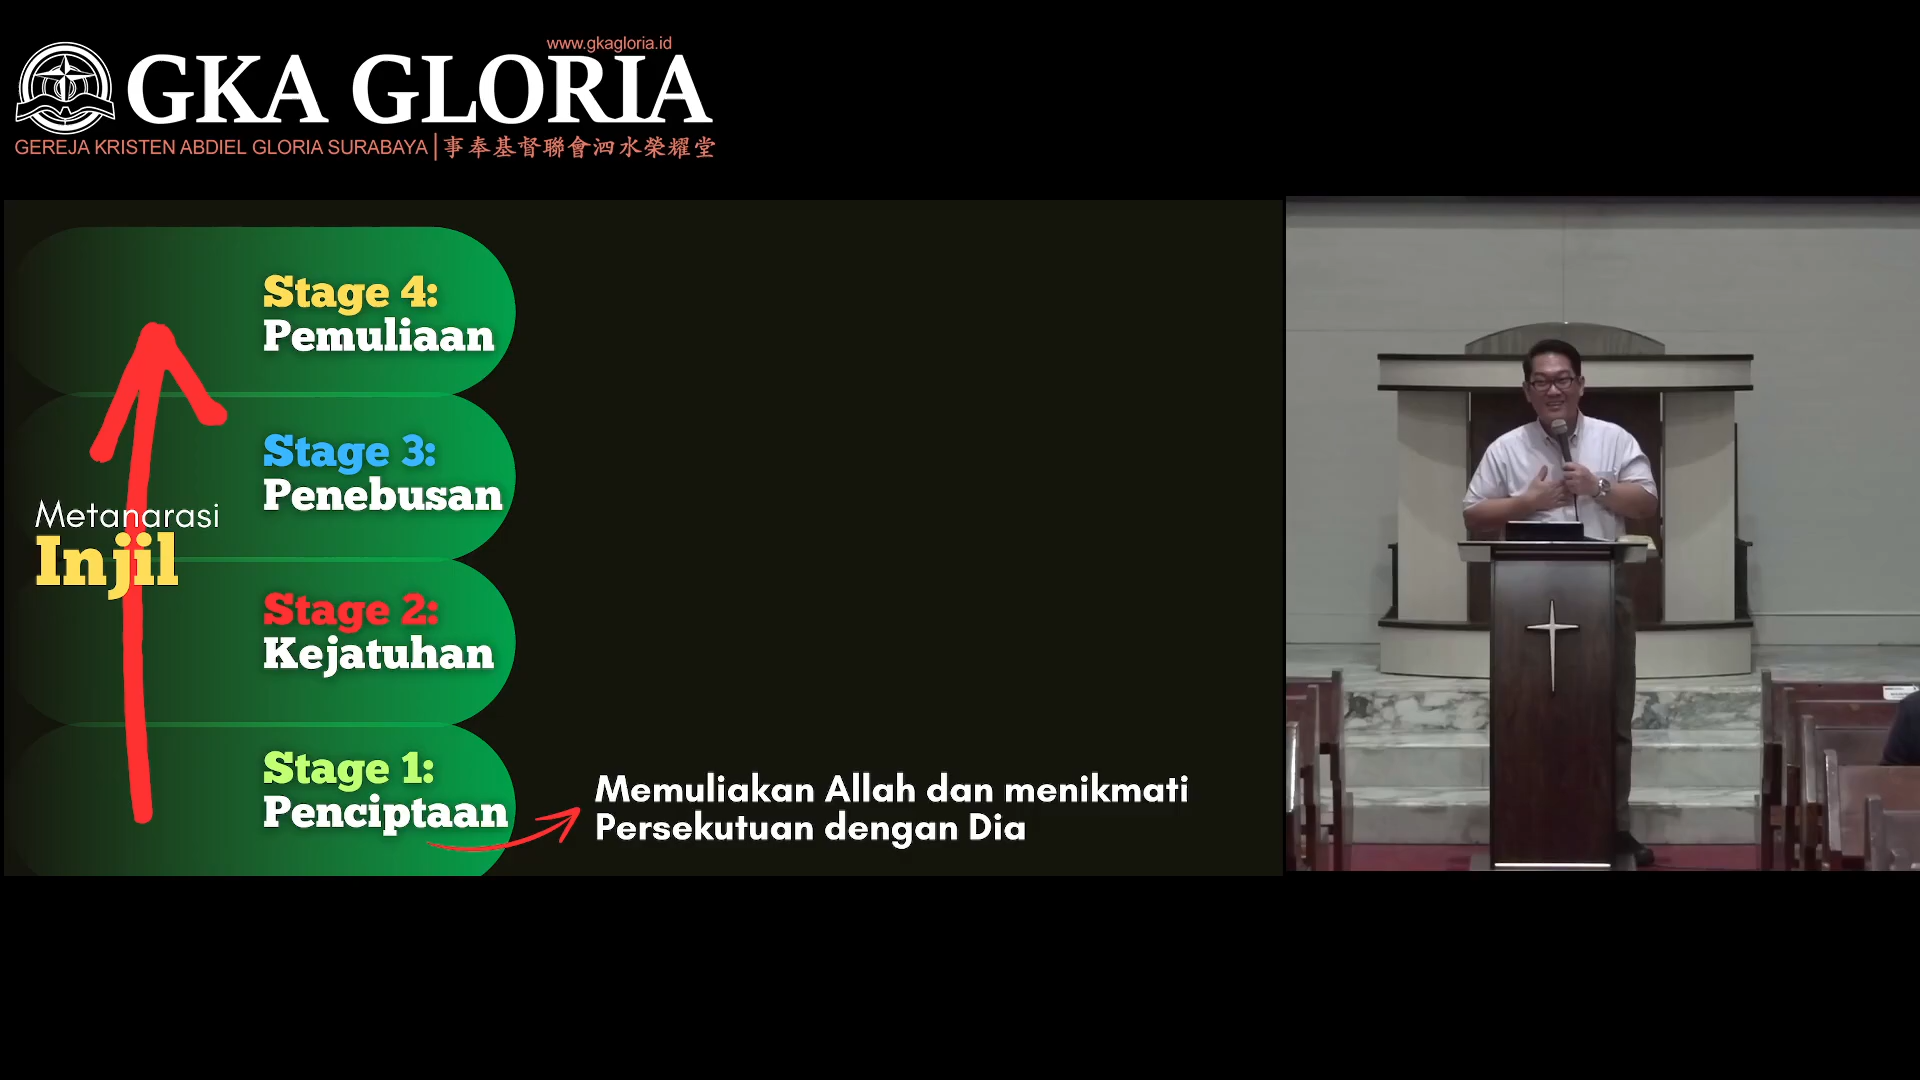 www.gkagloria.id
GKA GLORIA
GEREJA KRISTEN ABDIEL GLORIA SURABAYA | 事奉基督聯會泗水榮耀堂
Stage 4:
Pemuliaan
Stage 3:
Penebusan
Metanarasi
Injil
Stage 2:
Kejatuhan
Stage 1:
Penciptaan
Memuliakan Allah dan menikmati
Persekutuan dengan Dia